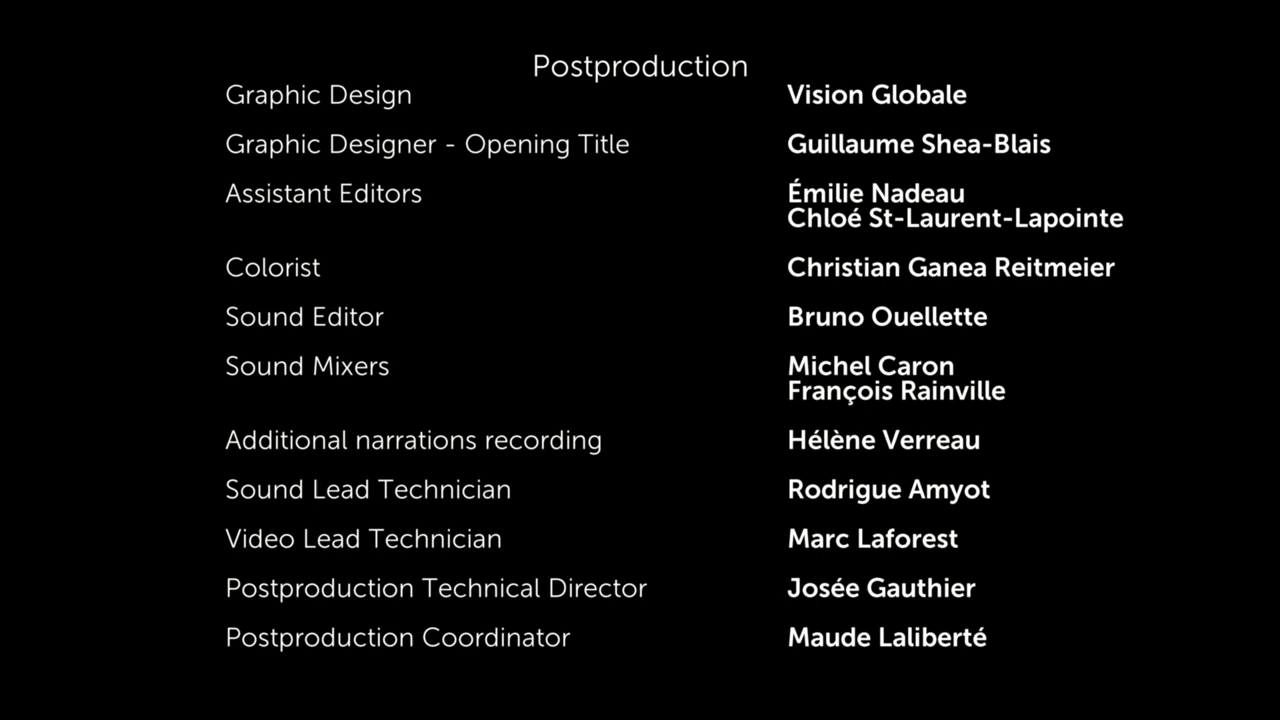 Postproduction
Graphic Design Vision Globale
Graphic Designer - Opening Title Guillaume Shea-Blais
Assistant Editors Émilie Nadeau
Chloé St-Laurent-Lapointe
Colorist Christian Ganea Reitmeier
Sound Editor Bruno Ouellette
Sound Mixers Michel Caron
François Rainville
Additional narrations recording Hélène Verreau
Sound Lead Technician Rodrigue Amyot
Video Lead Technician Marc Laforest
Postproduction Technical Director Josée Gauthier
Postproduction Coordinator Maude Laliberté